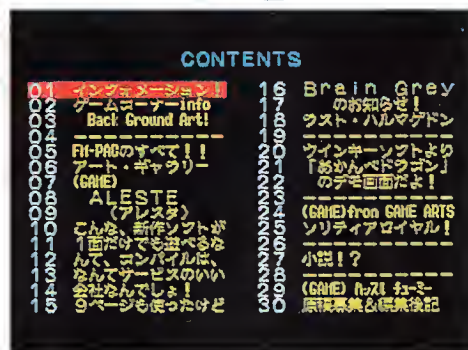 CONTENTS
01 インフォメーション!
02 ゲームコーナーinfo
03 Back Ground Art!
04 ----------------
05 FM-PACのすべて!!
06 アート・ギャラリー
07 (GAME)
08 ALESTE
09 (アレスタ)
10 こんな、新作ソフトが
11 1面だけでも遊べるな
12 んて、コンパイルは、
13 なんてサービスのいい
14 会社なんでしょ!
15 9ページも使ったけど
16 Brain Grey
17 のお知らせ!
18 ラスト・ハルマゲドン
19 ----------------
20 ウインキーソフトより
21 「あかんべドラゴン」
22 のデモ画面だよ!
23 ----------------
24 (GAME)from GAME ARTS
25 ソリティアロイヤル!
26 ----------------
27 小説!?
28 ----------------
29 (GAME) ハッスル チューミー
30 原稿募集&編集後記